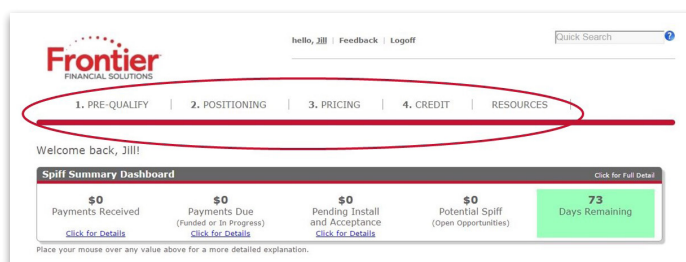 hello, Jill | Feedback | Logoff
Quick Search
?
Frontier
FINANCIAL SOLUTIONS
1. PRE-QUALIFY | 2. POSITIONING | 3. PRICING | 4. CREDIT RESOURCES |
Welcome back, Jill!
Spiff Summary Dashboard Click for Full Detail
$0 $0 $0 $0 73
Payments Received Payments Due Pending Install Potential Spiff Days Remaining
(Funded or In Progress) and Acceptance (Open Opportunities)
Click for Details Click for Details Click for Details
Place your mouse over any value above for a more detailed explanation.